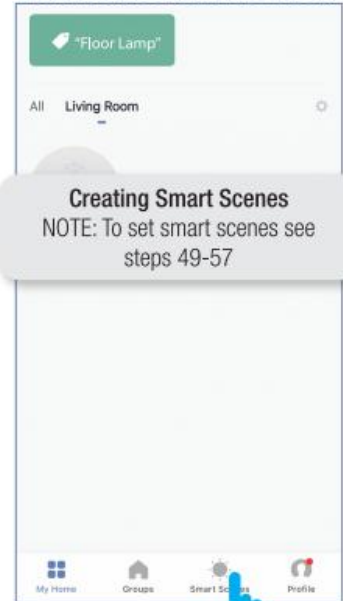 "Floor Lamp"
All Living Room
Creating Smart Scenes
NOTE: To set smart scenes see
steps 49-57
My Home Groups Smart Profile